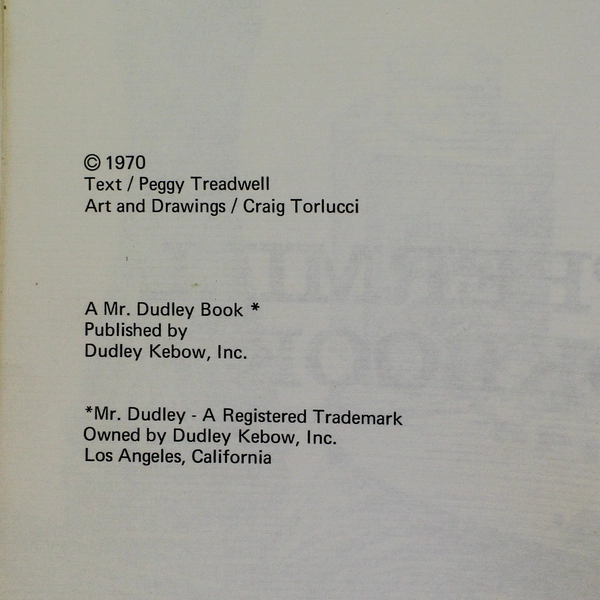 © 1970
Text / Peggy Treadwell
Art and Drawings / Craig Torlucci
A Mr. Dudley Book *
Published by
Dudley Kebow, Inc.
*Mr. Dudley - A Registered Trademark
Owned by Dudley Kebow, Inc.
Los Angeles, California